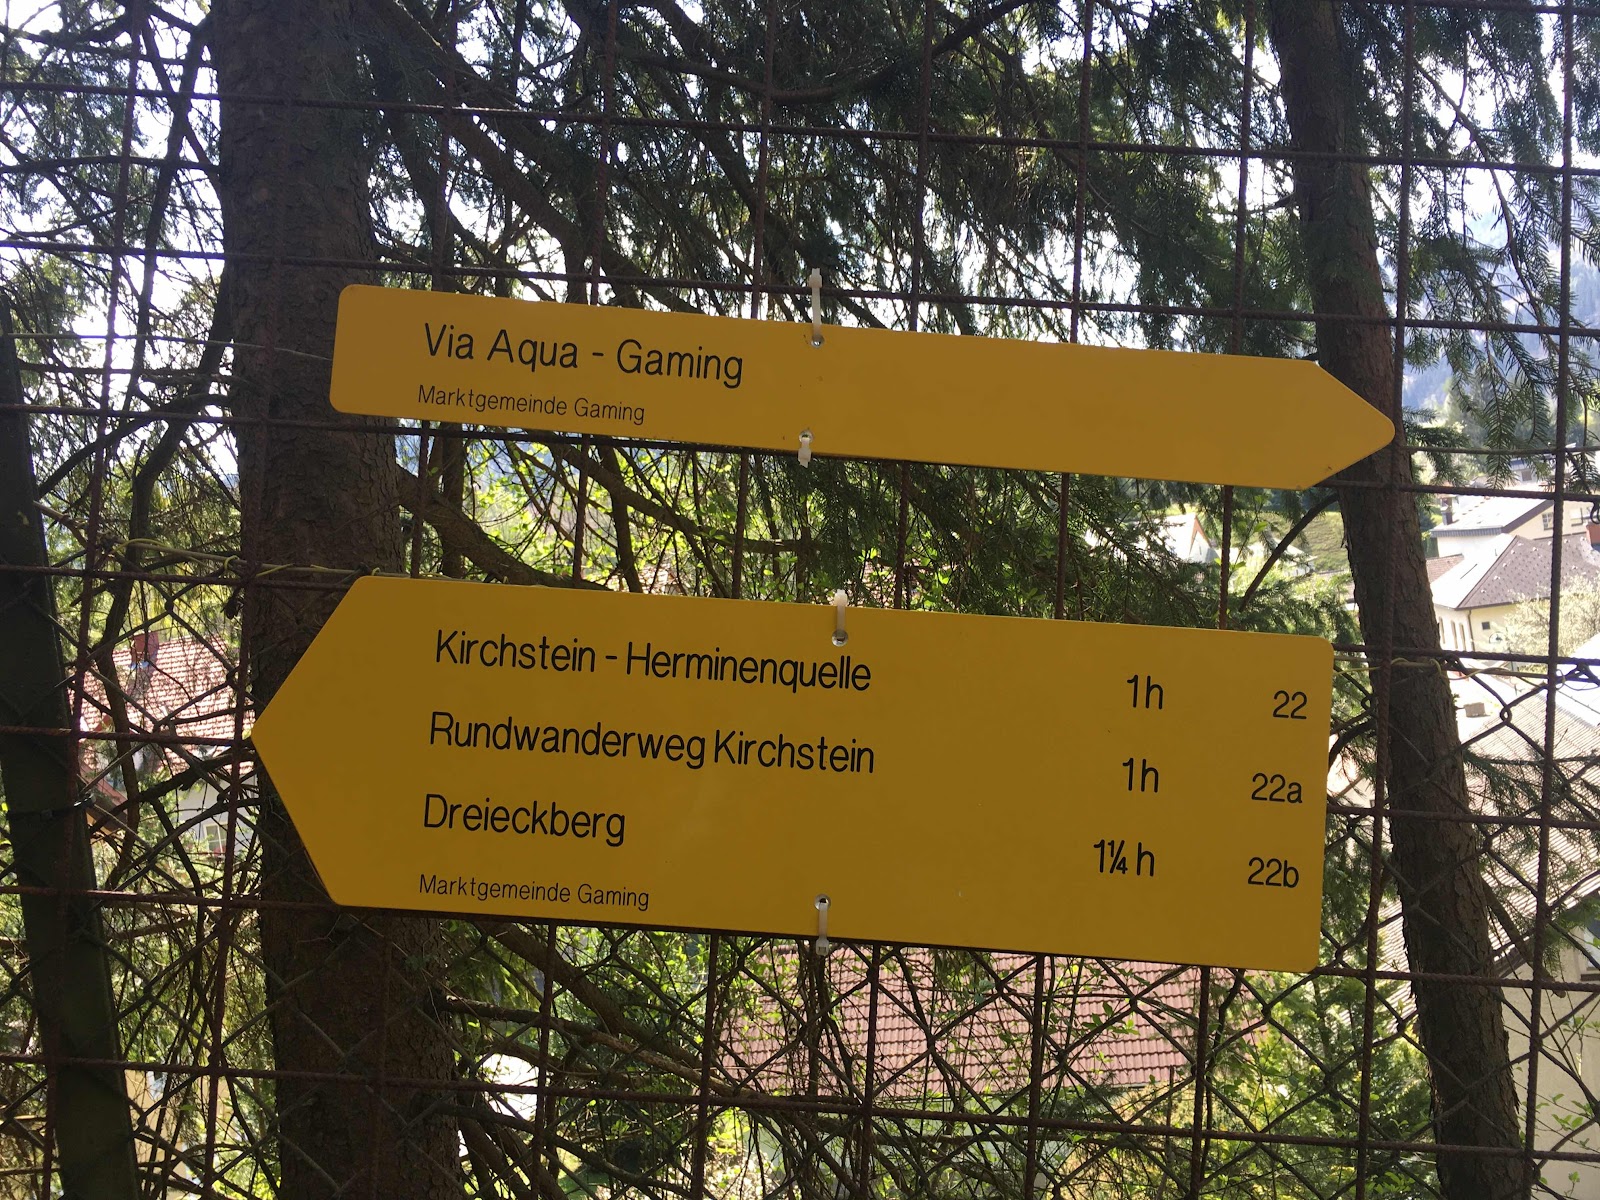 Via Aqua - Gaming
Marktgemeinde Gaming
Kirchstein - Herminenquelle 1h 22
Rundwanderweg Kirchstein 1h 22a
Dreieckberg 1¼ h 22b
Marktgemeinde Gaming